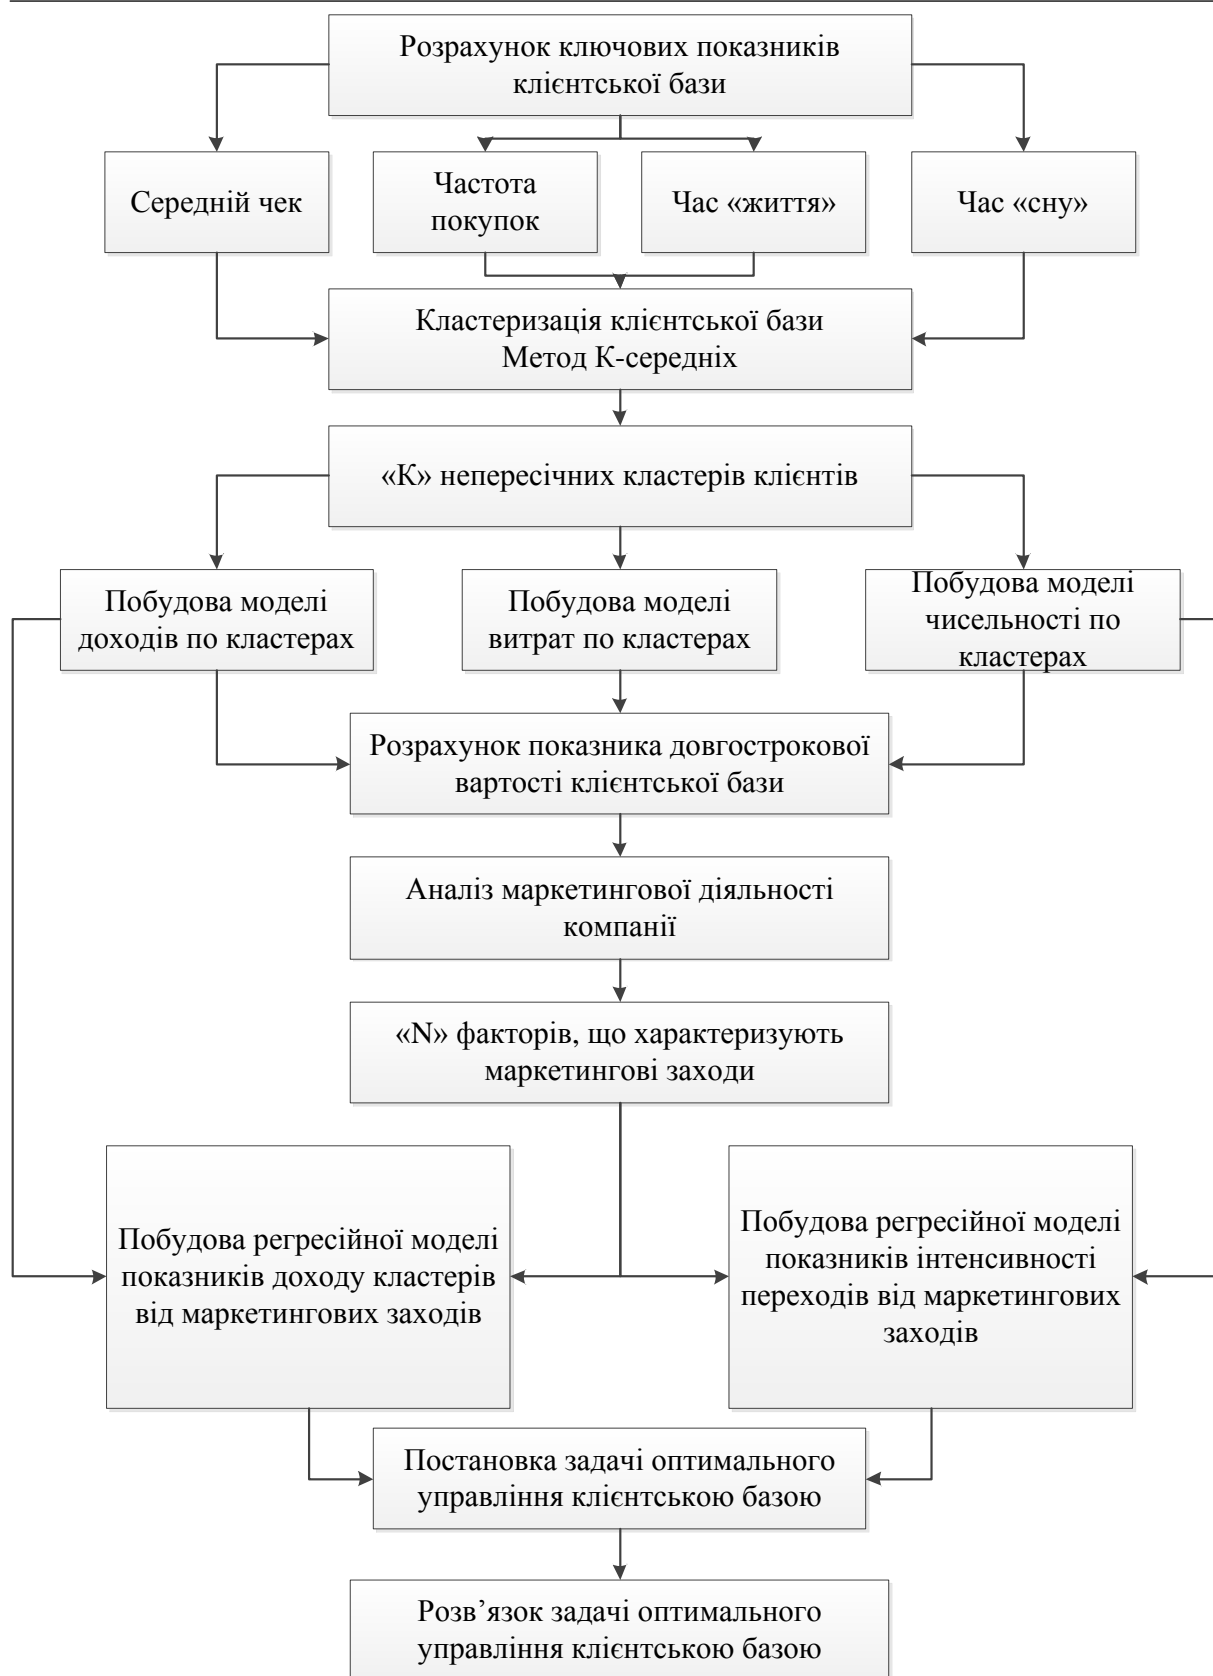 Розрахунок ключових показників
клієнтської бази
Середній чек
Частота
покупок
Час «життя»
Час «сну»
Кластеризація клієнтської бази
Метод К-середніх
«К» непересічних кластерів клієнтів
Побудова моделі
доходів по кластерах
Побудова моделі
витрат по кластерах
Побудова моделі
чисельності по
кластерах
Розрахунок показника довгострокової
вартості клієнтської бази
Аналіз маркетингової діяльності
компанії
«N» факторів, що характеризують
маркетингові заходи
Побудова регресійної моделі
показників доходу кластерів
від маркетингових заходів
Побудова регресійної моделі
показників інтенсивності
переходів від маркетингових
заходів
Постановка задачі оптимального
управління клієнтською базою
Розв’язок задачі оптимального
управління клієнтською базою